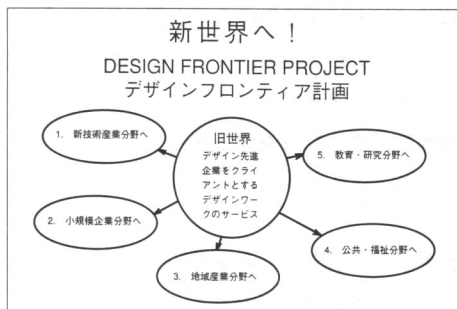 新世界へ！
DESIGN FRONTIER PROJECT
デザインフロンティア計画
旧世界
デザイン先進
企業をクライ
アントとする
デザインワー
クのサービス
1. 新技術産業分野へ
2. 小規模企業分野へ
3. 地域産業分野へ
4. 公共・福祉分野へ
5. 教育・研究分野へ